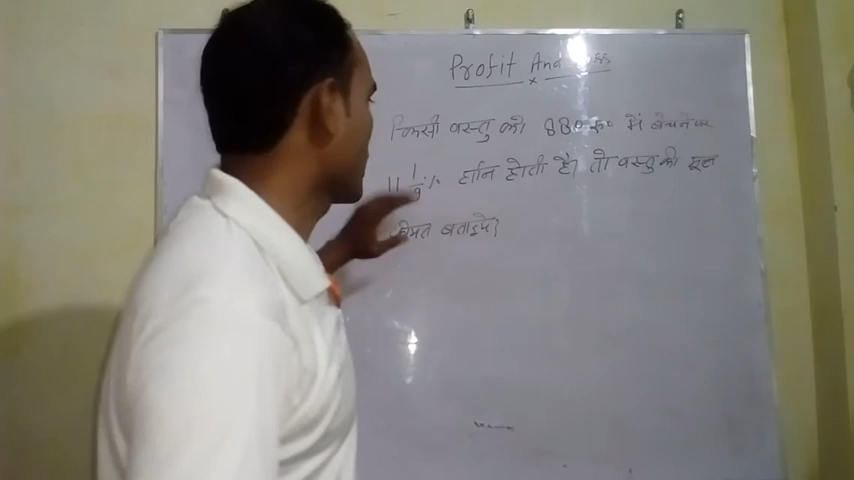 Profit And Loss
किसी वस्तु को 880 रू० में बेचने पर
11 1/9 % हानि होती है। तो वस्तु की मूल
कीमत बताइये?